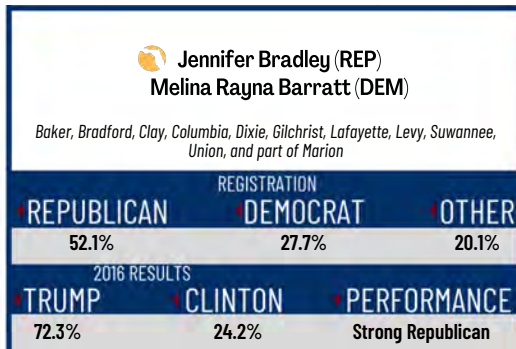 Jennifer Bradley (REP)
Melina Rayna Barratt (DEM)
Baker, Bradford, Clay, Columbia, Dixie, Gilchrist, Lafayette, Levy, Suwannee,
Union, and part of Marion
REGISTRATION
REPUBLICAN DEMOCRAT OTHER
52.1% 27.7% 20.1%
2016 RESULTS
TRUMP CLINTON PERFORMANCE
72.3% 24.2% Strong Republican